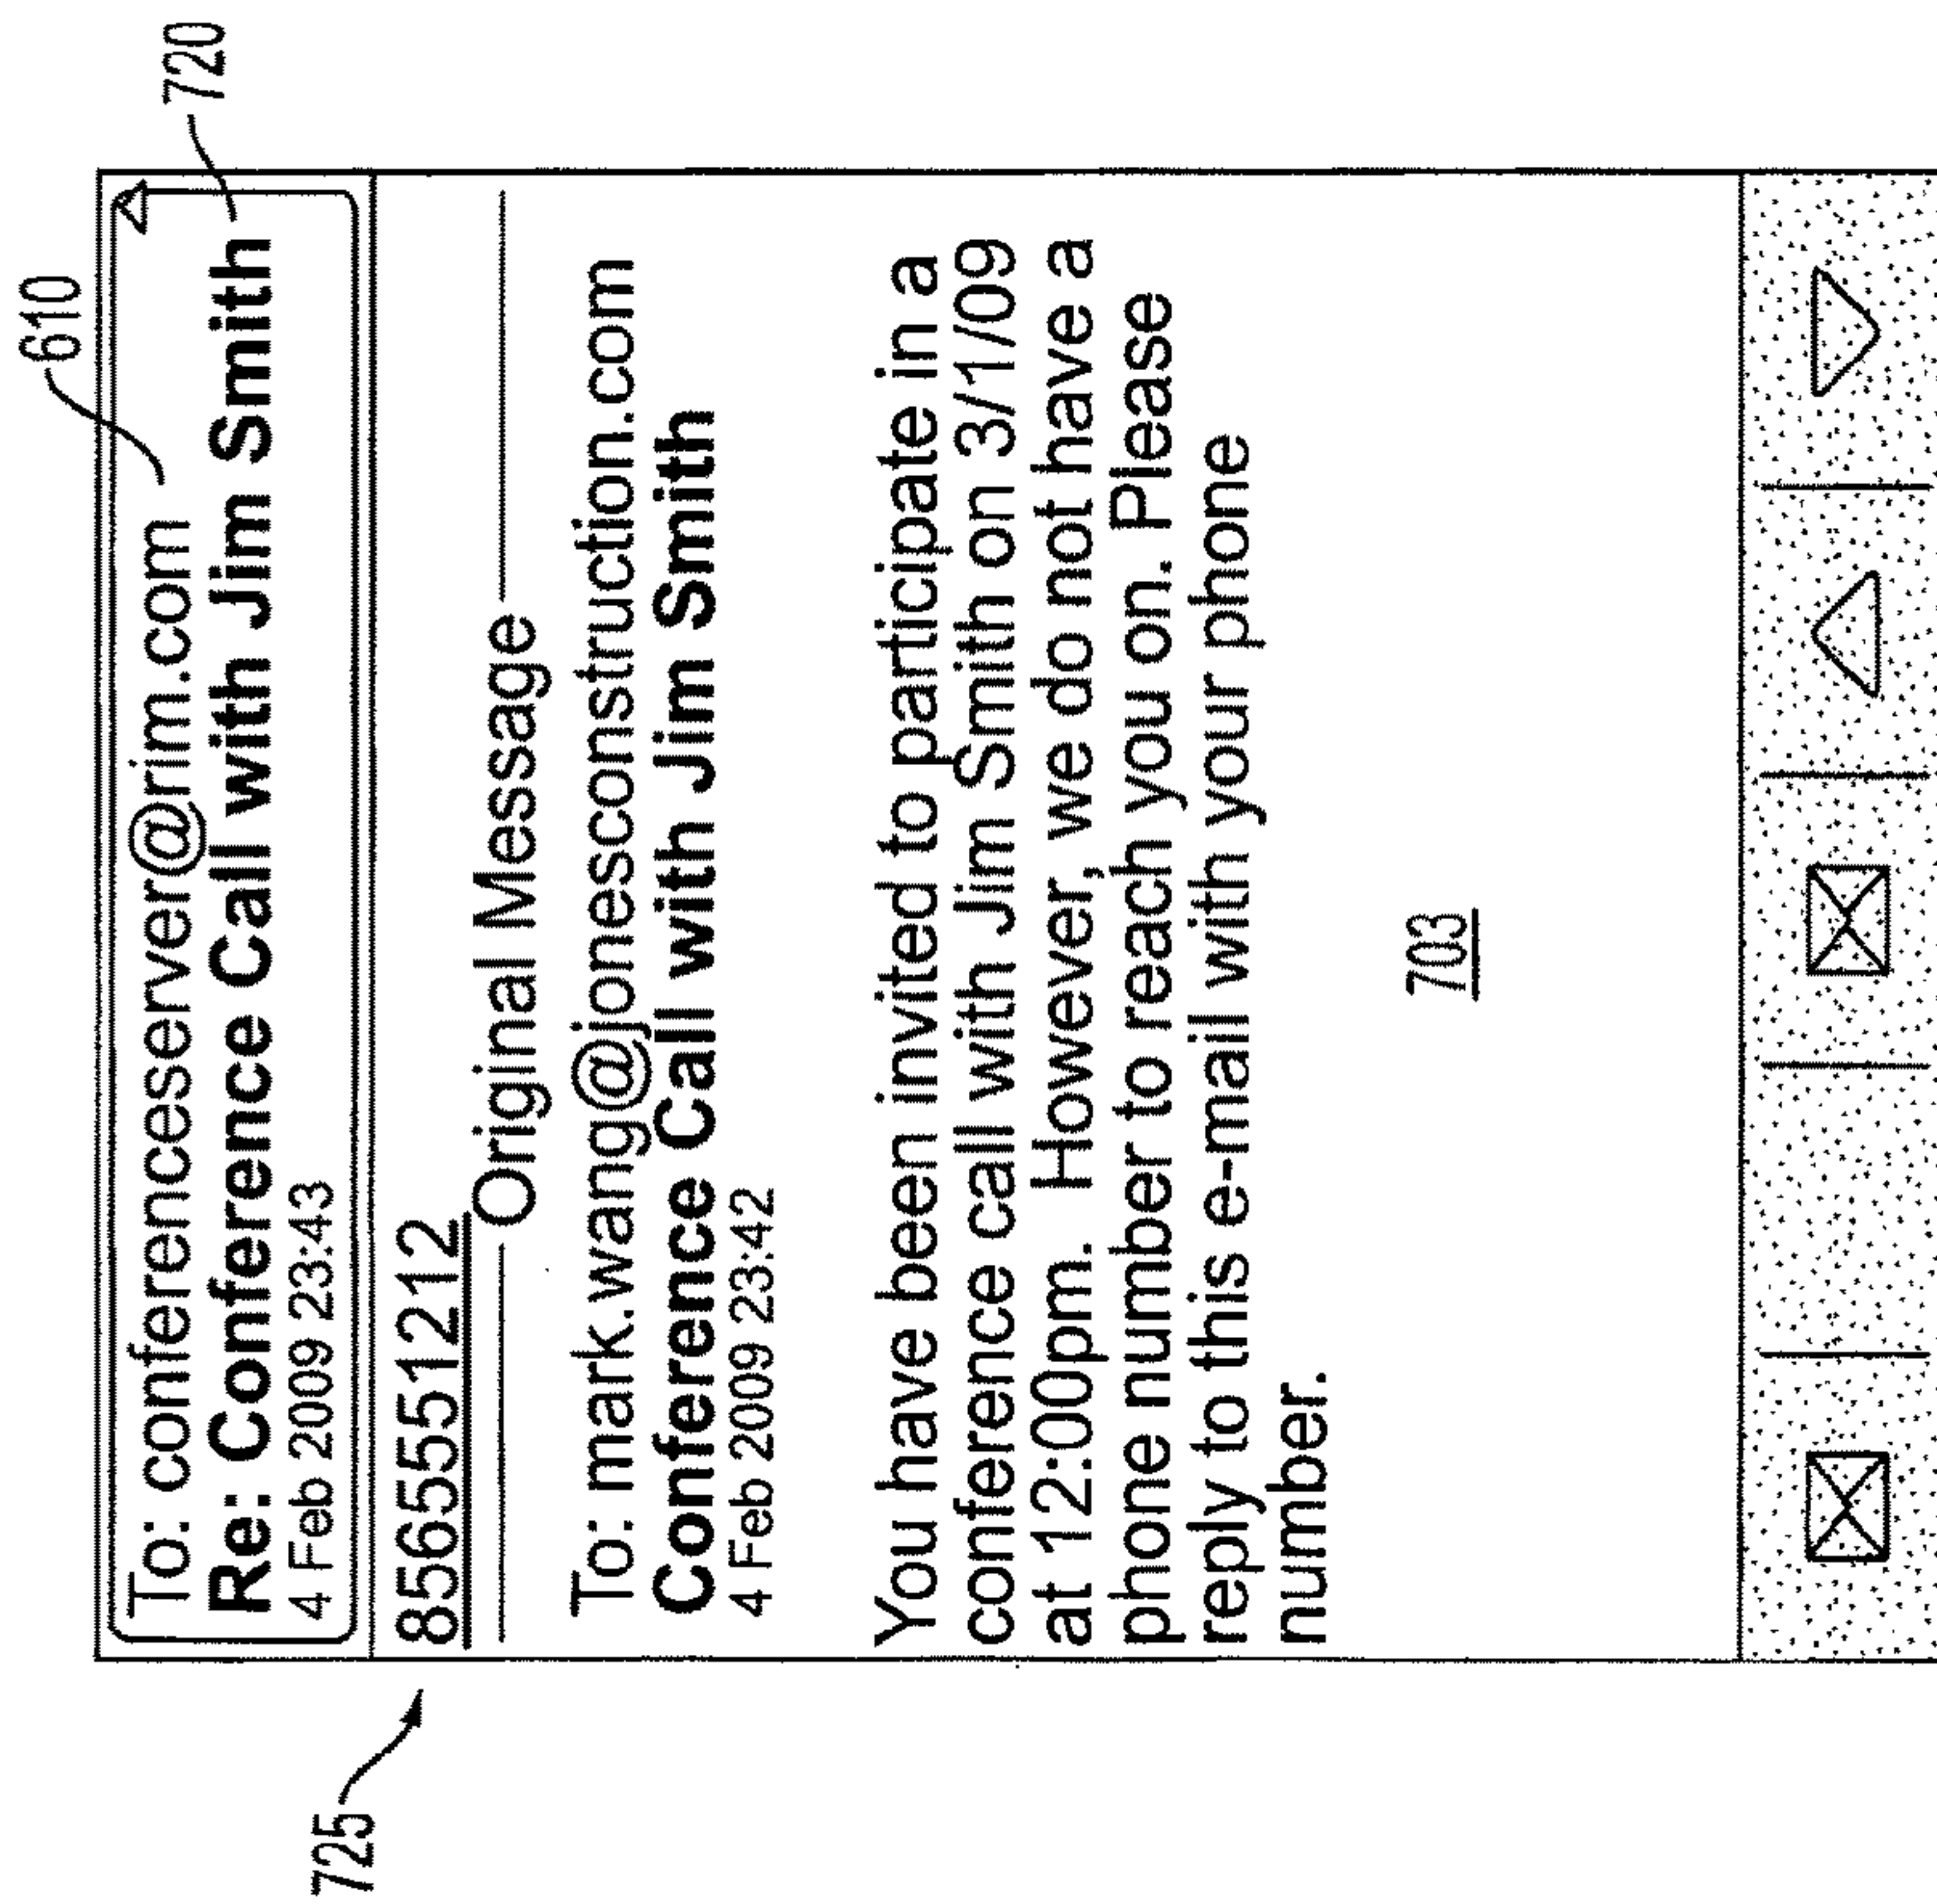 610
720
To: conferenceserver@rim.com
Re: Conference Call with Jim Smith
4 Feb 2009 23:43
725
8565551212
Original Message
To: mark.wang@jonesconstruction.com
Conference Call with Jim Smith
4 Feb 2009 23:42
You have been invited to participate in a
conference call with Jim Smith on 3/1/09
at 12:00pm. However, we do not have a
phone number to reach you on. Please
reply to this e-mail with your phone
number.
703